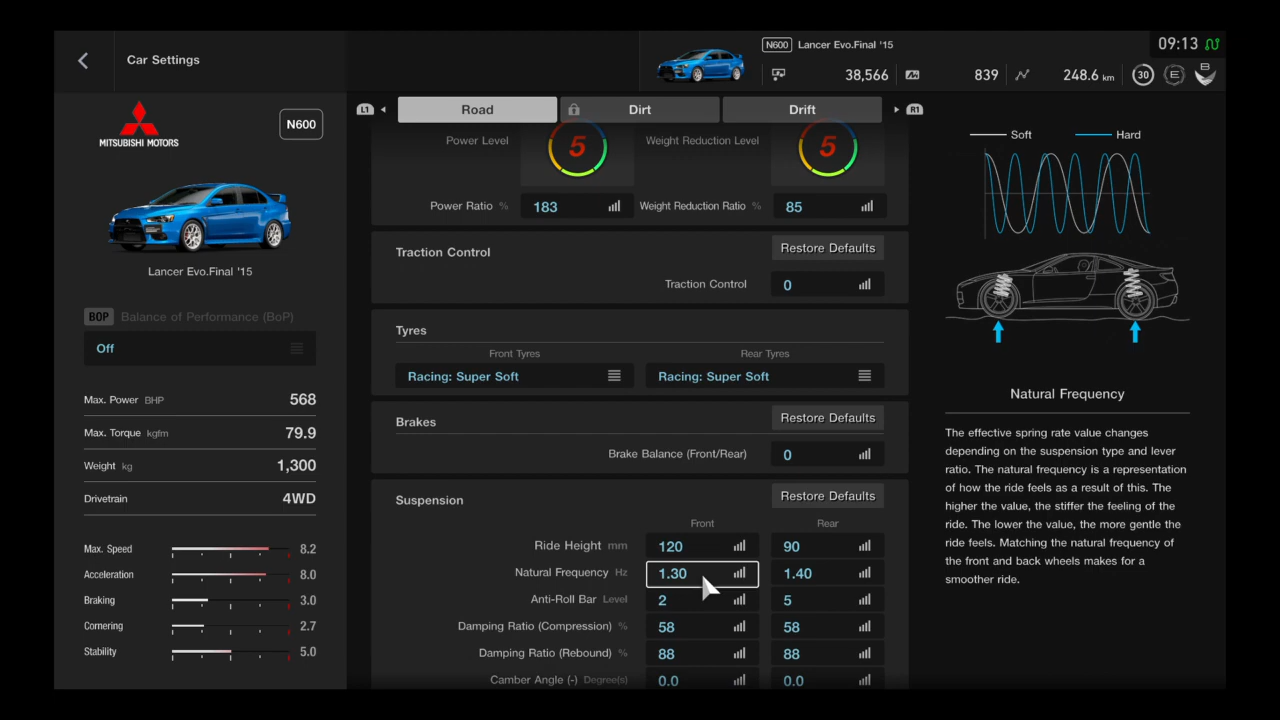 Car Settings
N600 Lancer Evo.Final '15
09:13
38,566 839 248.6 km 30 E B
MITSUBISHI MOTORS
N600
Lancer Evo.Final '15
BOP Balance of Performance (BoP)
Off
Max. Power BHP 568
Max. Torque kgfm 79.9
Weight kg 1,300
Drivetrain 4WD
Max. Speed 8.2
Acceleration 8.0
Braking 3.0
Cornering 2.7
Stability 5.0
L1 Road Dirt Drift R1
Power Level 5 Weight Reduction Level 5
Power Ratio % 183 Weight Reduction Ratio % 85
Traction Control Restore Defaults
Traction Control 0
Tyres
Front Tyres Rear Tyres
Racing: Super Soft Racing: Super Soft
Brakes Restore Defaults
Brake Balance (Front/Rear) 0
Suspension Restore Defaults
Front Rear
Ride Height mm 120 90
Natural Frequency Hz 1.30 1.40
Anti-Roll Bar Level 2 5
Damping Ratio (Compression) % 58 58
Damping Ratio (Rebound) % 88 88
Camber Angle (-) Degree(s) 0.0 0.0
Soft Hard
Natural Frequency
The effective spring rate value changes
depending on the suspension type and lever
ratio. The natural frequency is a representation
of how the ride feels as a result of this. The
higher the value, the stiffer the feeling of the
ride. The lower the value, the more gentle the
ride feels. Matching the natural frequency of
the front and back wheels makes for a
smoother ride.